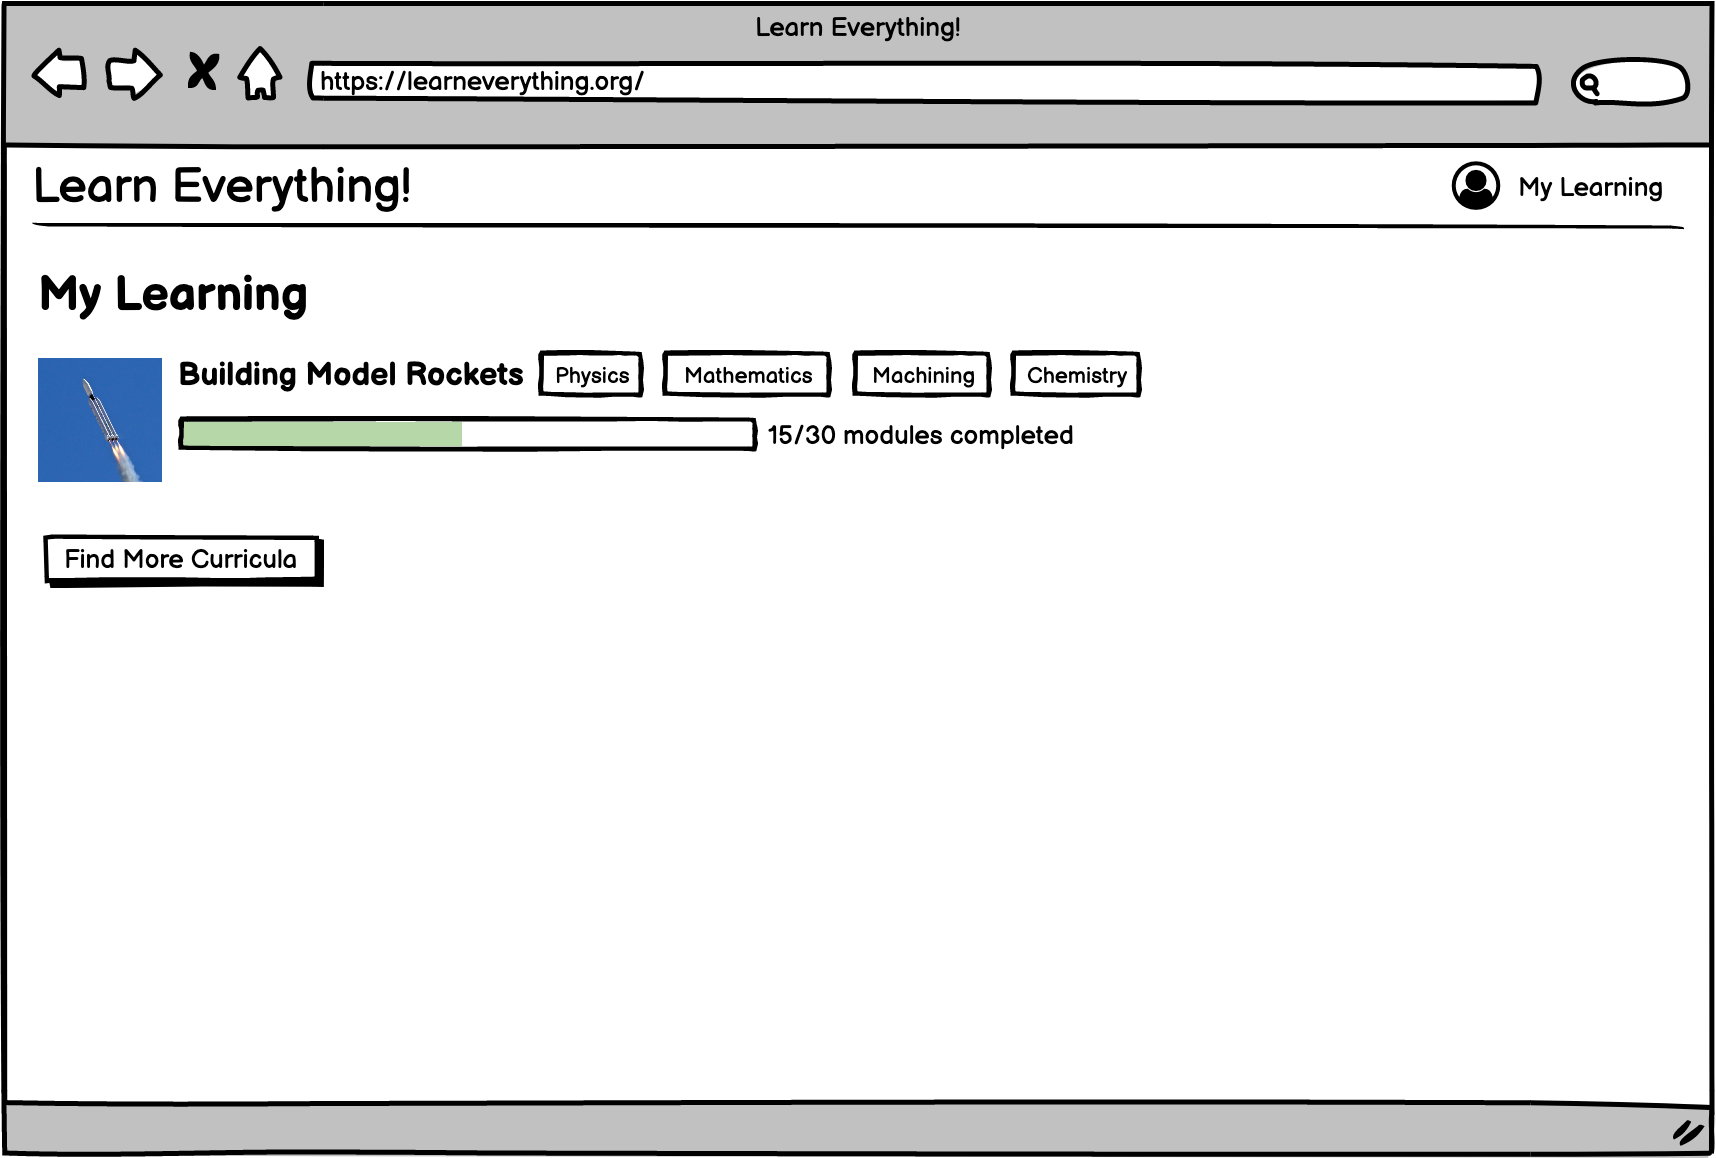 Learn Everything!
https://learneverything.org/
Learn Everything!
My Learning
My Learning
Building Model Rockets Physics Mathematics Machining Chemistry
15/30 modules completed
Find More Curricula